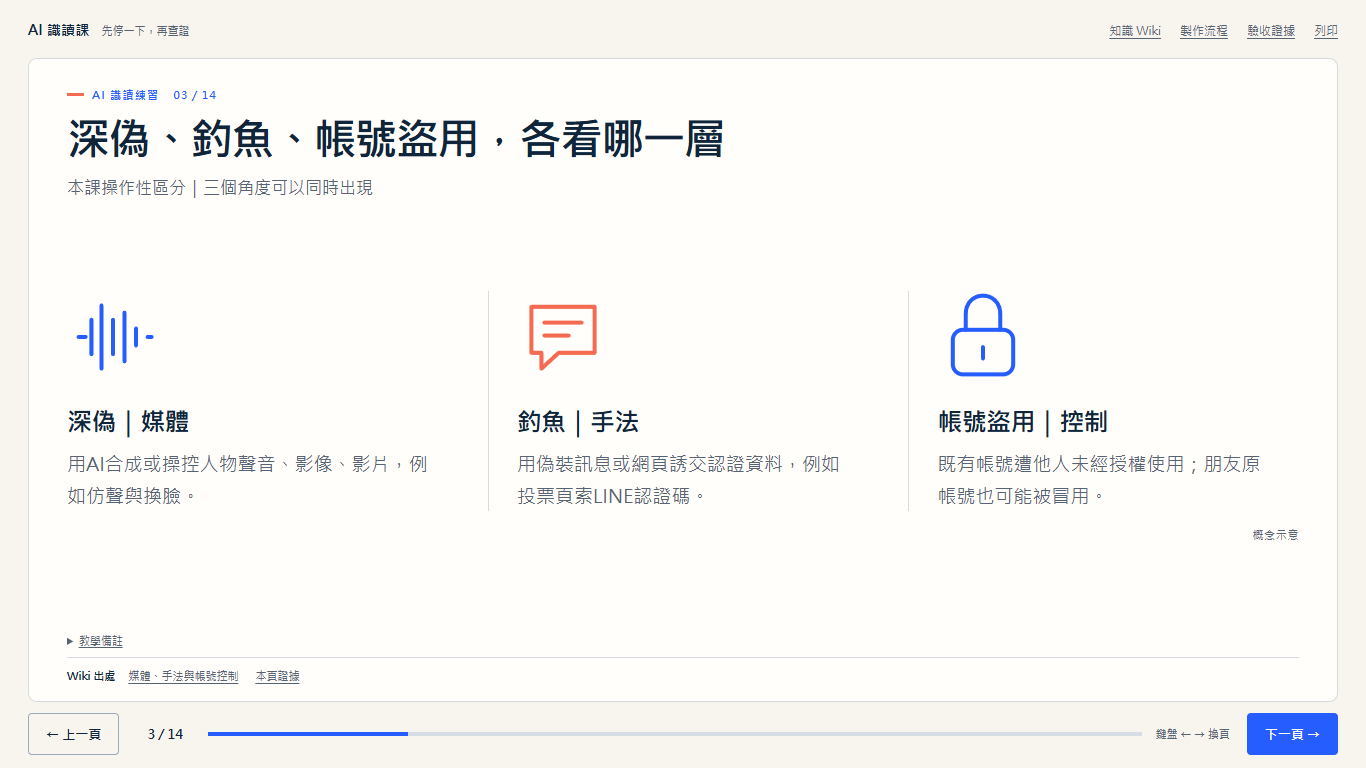 AI 識讀課 先停一下，再查證
知識 Wiki 製作流程 驗收證據 列印
AI 識讀練習 03 / 14
深偽、釣魚、帳號盜用，各看哪一層
本課操作性區分｜三個角度可以同時出現
深偽｜媒體
用AI合成或操控人物聲音、影像、影片，例
如仿聲與換臉。
釣魚｜手法
用偽裝訊息或網頁誘交認證資料，例如
投票頁索LINE認證碼。
帳號盜用｜控制
既有帳號遭他人未經授權使用；朋友原
帳號也可能被冒用。
概念示意
▶ 教學備註
Wiki 出處 媒體、手法與帳號控制 本頁證據
← 上一頁
3 / 14
鍵盤 ← → 換頁
下一頁 →